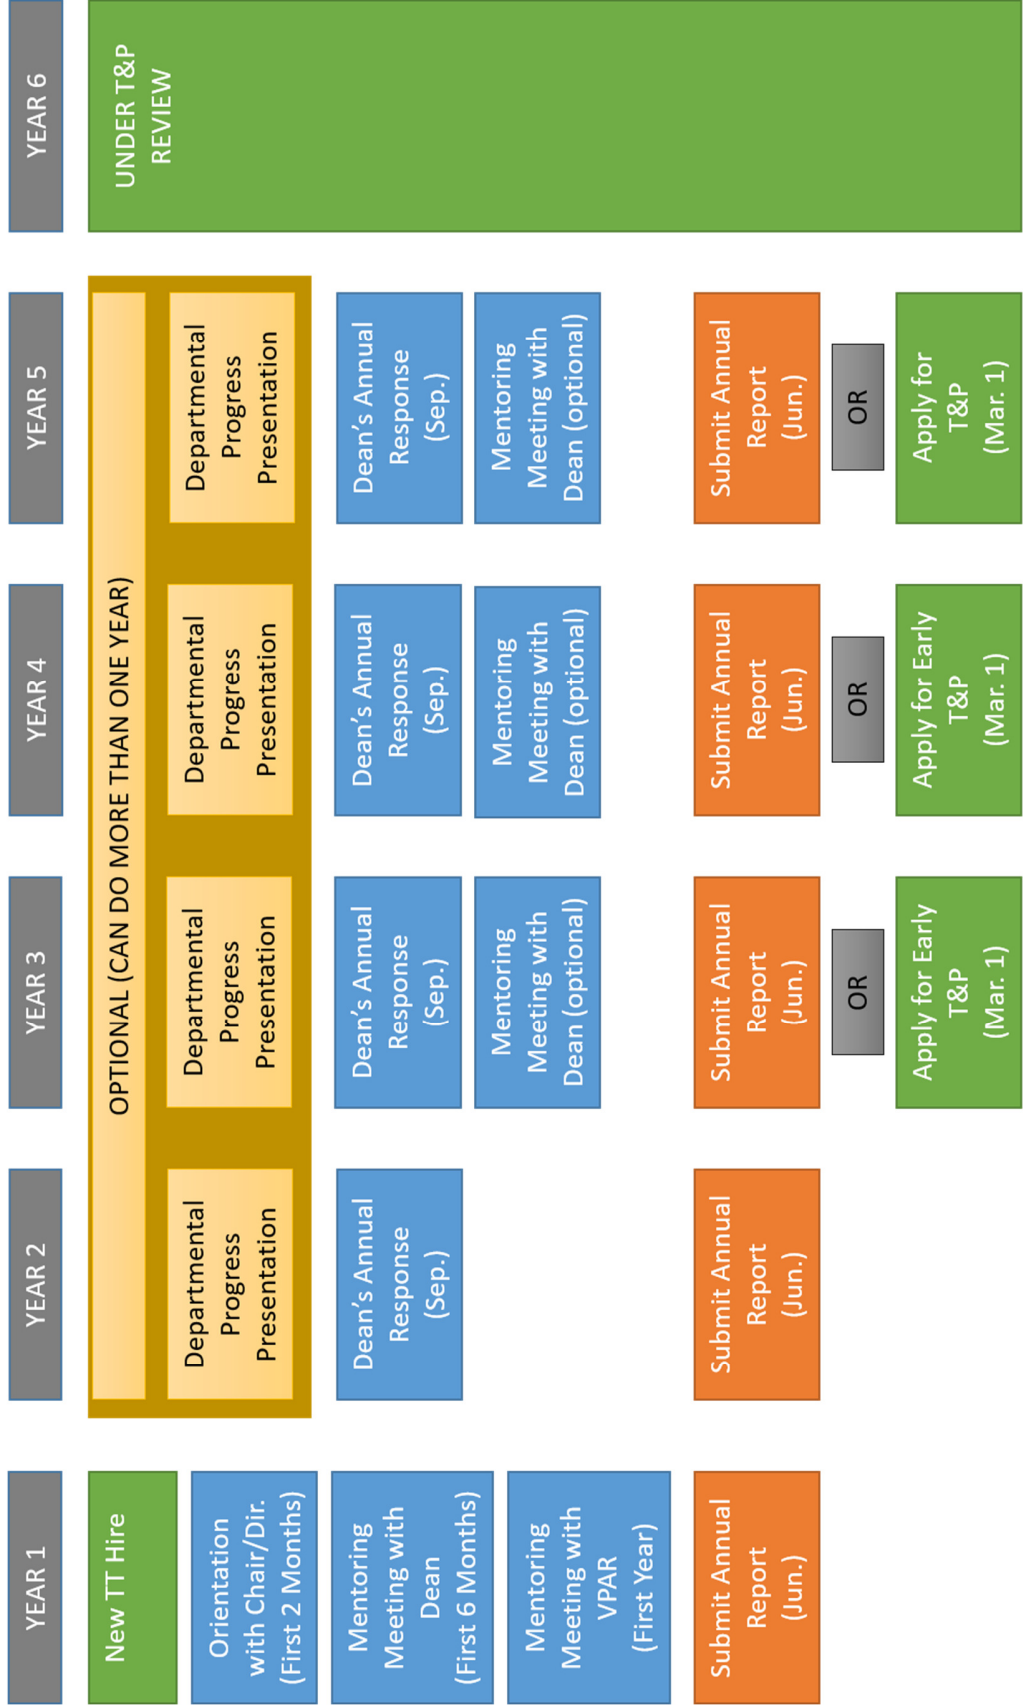 YEAR 1
New TT Hire
Orientation
with Chair/Dir.
(First 2 Months)
Mentoring
Meeting with
Dean
(First 6 Months)
Mentoring
Meeting with
VPAR
(First Year)
Submit Annual
Report
(Jun.)
OPTIONAL (CAN DO MORE THAN ONE YEAR)
YEAR 2
Departmental
Progress
Presentation
Dean's Annual
Response
(Sep.)
Submit Annual
Report
(Jun.)
YEAR 3
Departmental
Progress
Presentation
Dean's Annual
Response
(Sep.)
Mentoring
Meeting with
Dean (optional)
Submit Annual
Report
(Jun.)
OR
Apply for Early
T&P
(Mar. 1)
YEAR 4
Departmental
Progress
Presentation
Dean's Annual
Response
(Sep.)
Mentoring
Meeting with
Dean (optional)
Submit Annual
Report
(Jun.)
OR
Apply for Early
T&P
(Mar. 1)
YEAR 5
Departmental
Progress
Presentation
Dean's Annual
Response
(Sep.)
Mentoring
Meeting with
Dean (optional)
Submit Annual
Report
(Jun.)
OR
Apply for
T&P
(Mar. 1)
YEAR 6
UNDER T&P
REVIEW